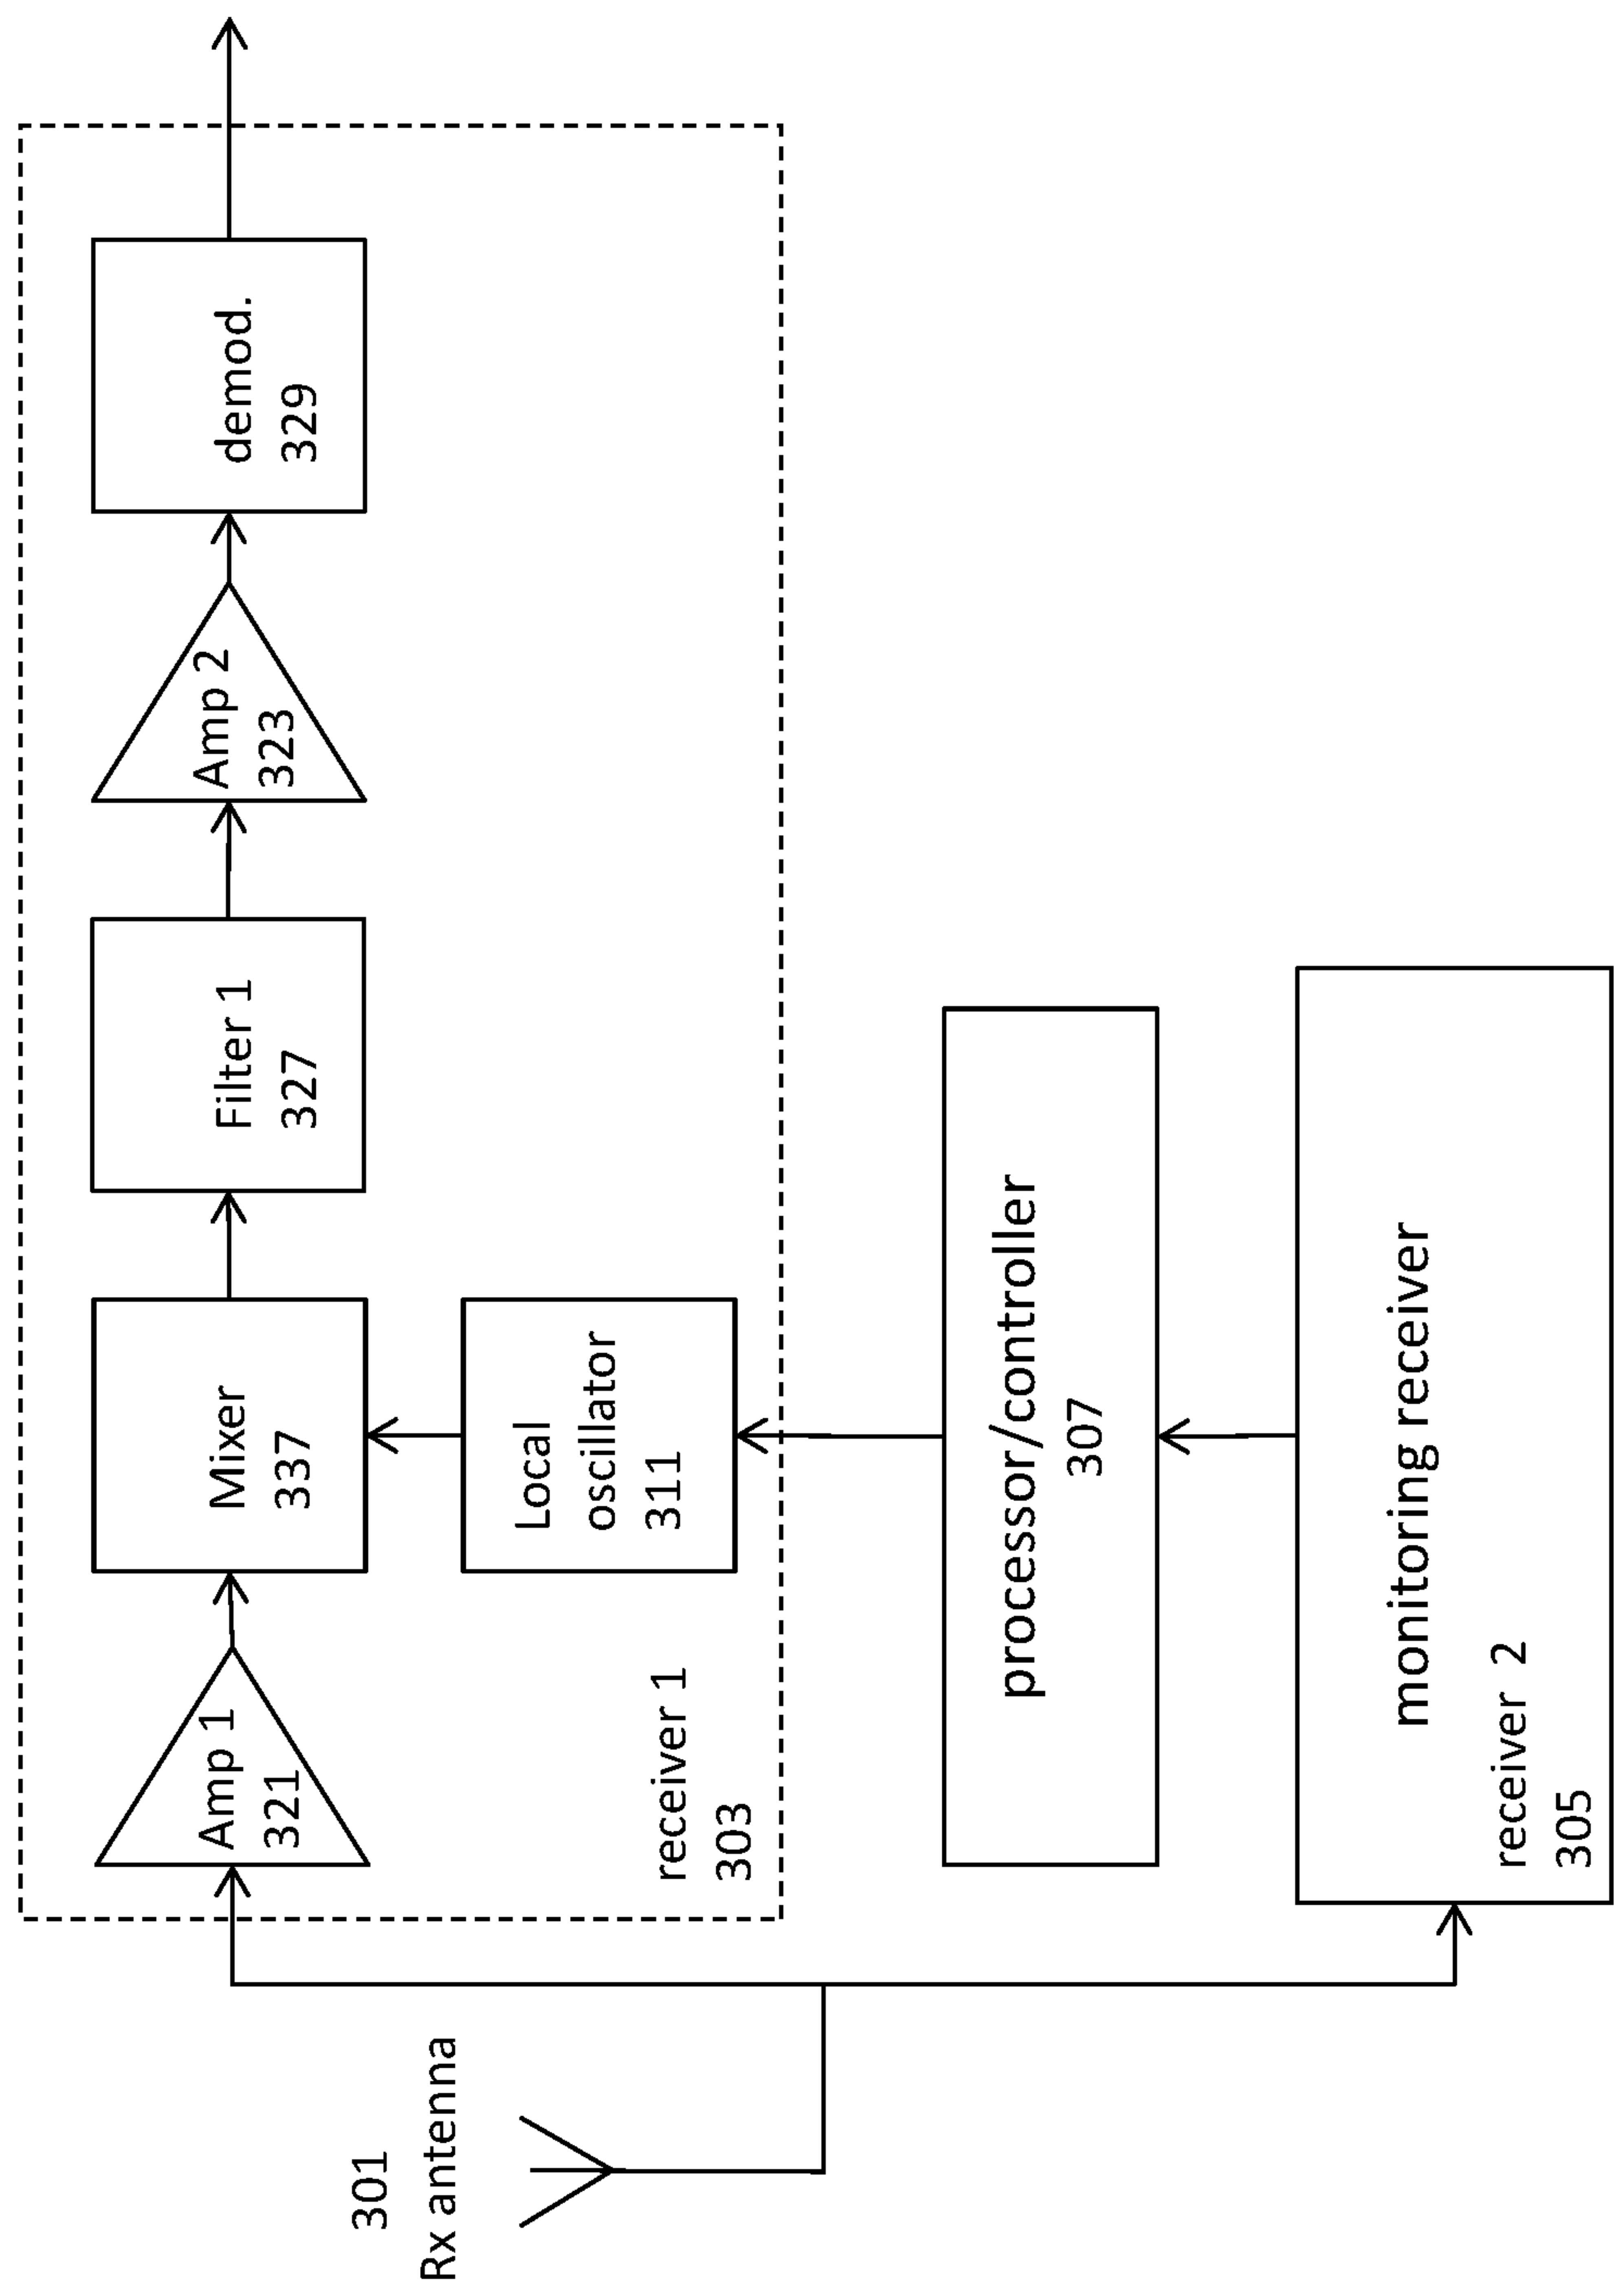 301
Rx antenna
Amp 1
321
Mixer
337
Filter 1
327
Amp 2
323
demod.
329
Local
oscillator
311
receiver 1
303
processor/controller
307
monitoring receiver
receiver 2
305